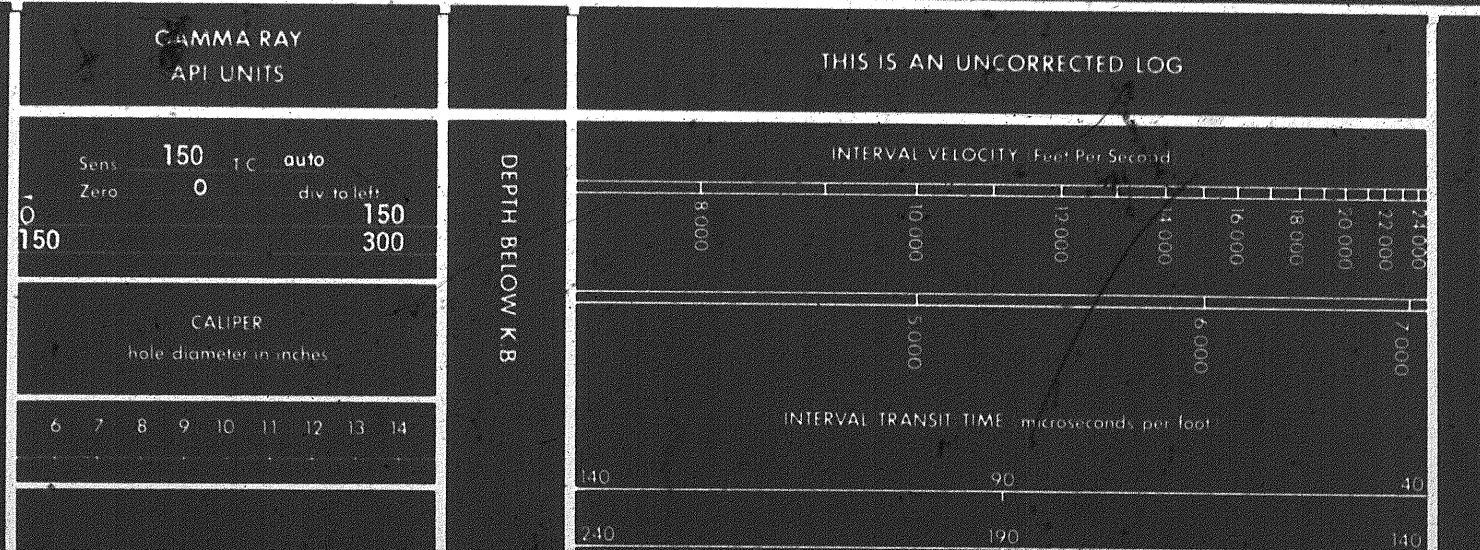 GAMMA RAY
API UNITS
Sens 150 T C auto
Zero 0 div. to left
0 150
150 300
CALIPER
hole diameter in inches
6 7 8 9 10 11 12 13 14
DEPTH BELOW K B
THIS IS AN UNCORRECTED LOG
INTERVAL VELOCITY Feet Per Second
8 000 10 000 12 000 14 000 16 000 18 000 20 000 22 000 24 000
5 000 6 000 7 000
INTERVAL TRANSIT TIME microseconds per foot
140 90 40
240 190 140